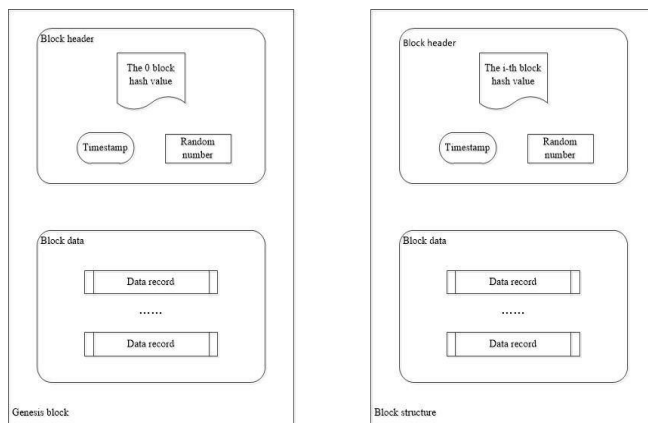 Block header
The 0 block
hash value
Timestamp
Random
number
Block data
Data record
......
Data record
Genesis block
Block header
The i-th block
hash value
Timestamp
Random
number
Block data
Data record
......
Data record
Block structure